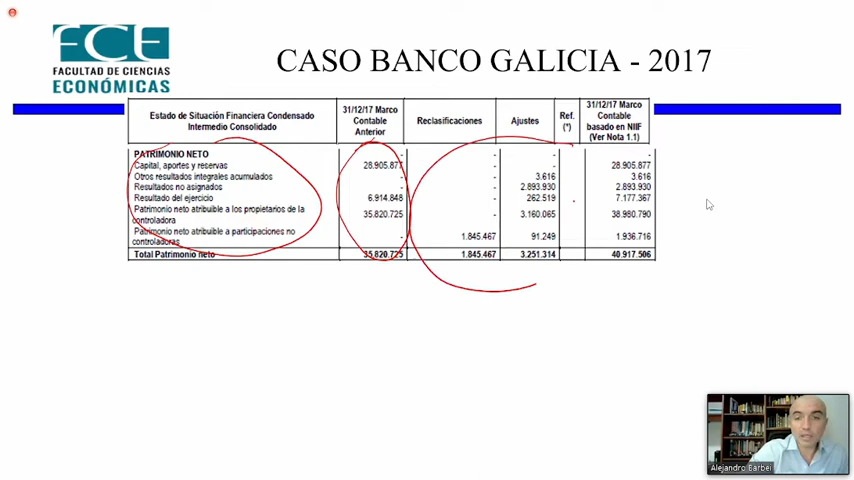 FCE
FACULTAD DE CIENCIAS
ECONÓMICAS
CASO BANCO GALICIA - 2017
Estado de Situación Financiera Condensado
Intermedio Consolidado
31/12/17 Marco
Contable
Anterior
Reclasificaciones
Ajustes
Ref.
(*)
31/12/17 Marco
Contable
basado en NIIF
(Ver Nota 1.1)
PATRIMONIO NETO - - - -
Capital, aportes y reservas 28.905.877 - - 28.905.877
Otros resultados integrales acumulados - - 3.616 3.616
Resultados no asignados - - 2.893.930 2.893.930
Resultado del ejercicio 6.914.848 - 262.519 7.177.367
Patrimonio neto atribuible a los propietarios de la
controladora 35.820.725 - 3.160.065 38.980.790
Patrimonio neto atribuible a participaciones no
controladoras - 1.845.467 91.249 1.936.716
Total Patrimonio neto 35.820.725 1.845.467 3.251.314 40.917.506
Alejandro Barbei